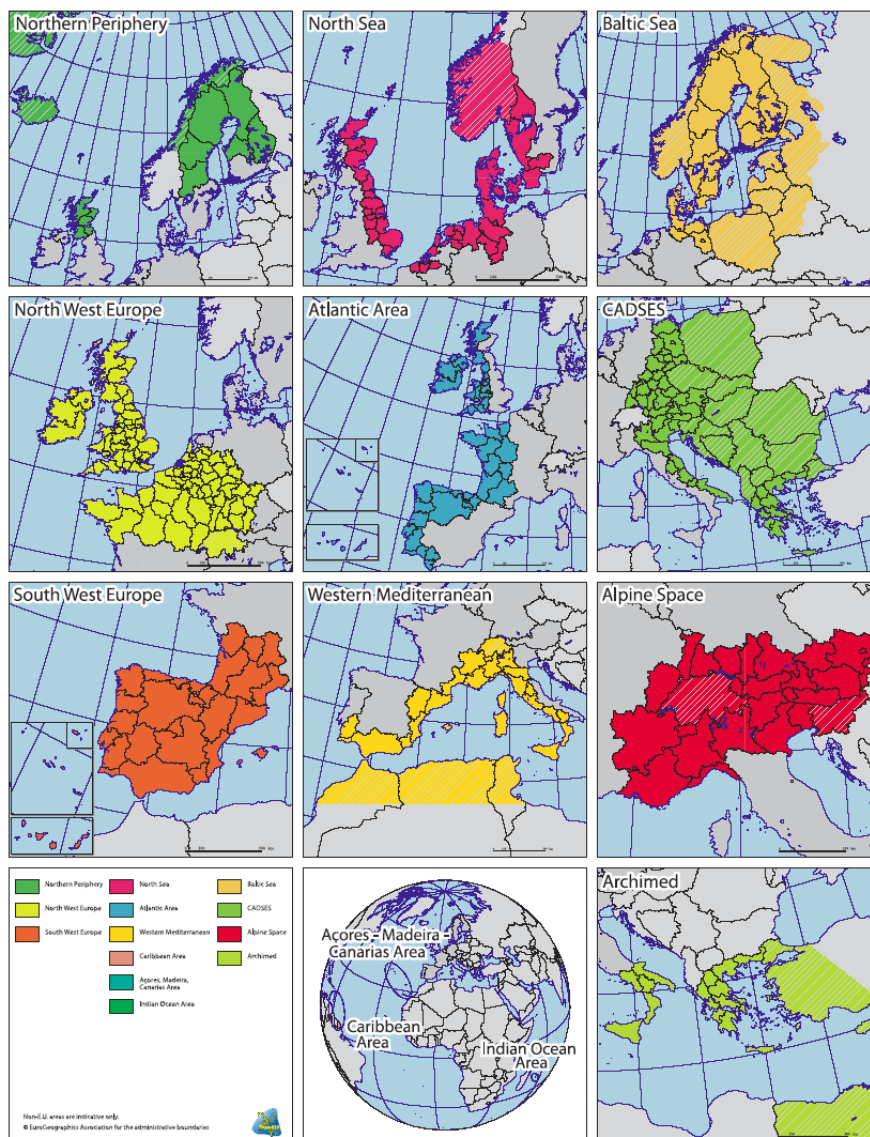 Northern Periphery
North Sea
Baltic Sea
North West Europe
Atlantic Area
CADSES
South West Europe
Western Mediterranean
Alpine Space
Northern Periphery
North Sea
Baltic Sea
North West Europe
Atlantic Area
CADSES
South West Europe
Western Mediterranean
Alpine Space
Caribbean Area
Archimed
Açores, Madeira,
Canarias Area
Indian Ocean Area
Non-E.U. areas are indicative only.
© EuroGeographics Association for the administrative boundaries
Açores - Madeira -
Canarias Area
Caribbean
Area
Indian Ocean
Area
Archimed